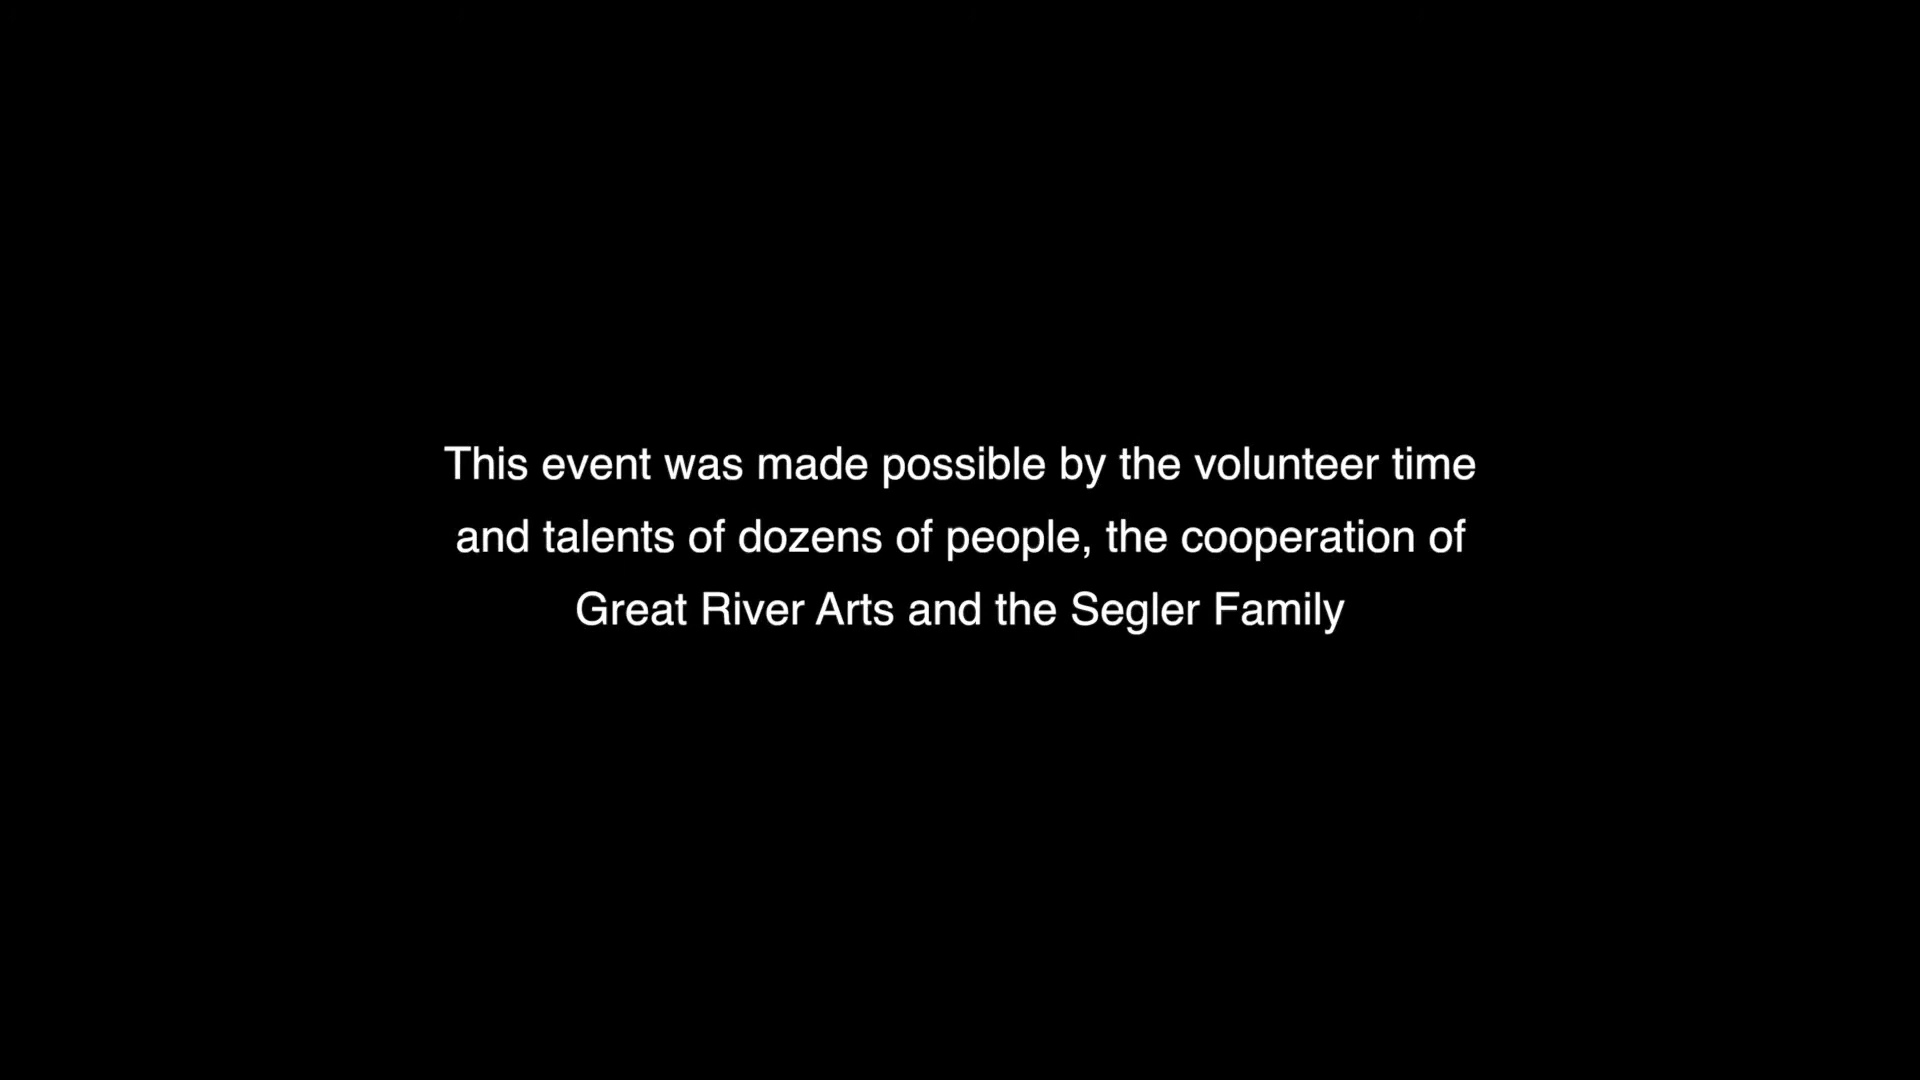 This event was made possible by the volunteer time
and talents of dozens of people, the cooperation of
Great River Arts and the Segler Family